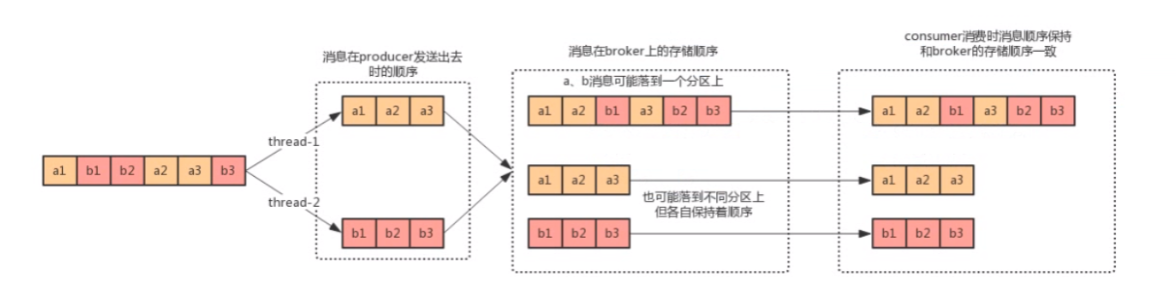 消息在producer发送出去
时的顺序
消息在broker上的存储顺序
consumer消费时消息顺序保持
和broker的存储顺序一致
a、b消息可能落到一个分区上
a1 a2 a3
a1 a2 b1 a3 b2 b3
a1 a2 b1 a3 b2 b3
thread-1
a1 b1 b2 a2 a3 b3
a1 a2 a3
a1 a2 a3
thread-2
也可能落到不同分区上
但各自保持着顺序
b1 b2 b3
b1 b2 b3
b1 b2 b3